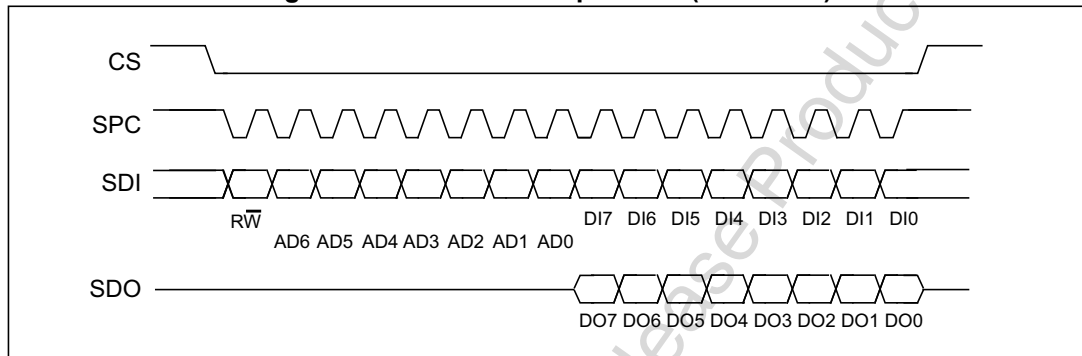 CS
SPC
SDI
RW̅ DI7 DI6 DI5 DI4 DI3 DI2 DI1 DI0
AD6 AD5 AD4 AD3 AD2 AD1 AD0
SDO
DO7 DO6 DO5 DO4 DO3 DO2 DO1 DO0